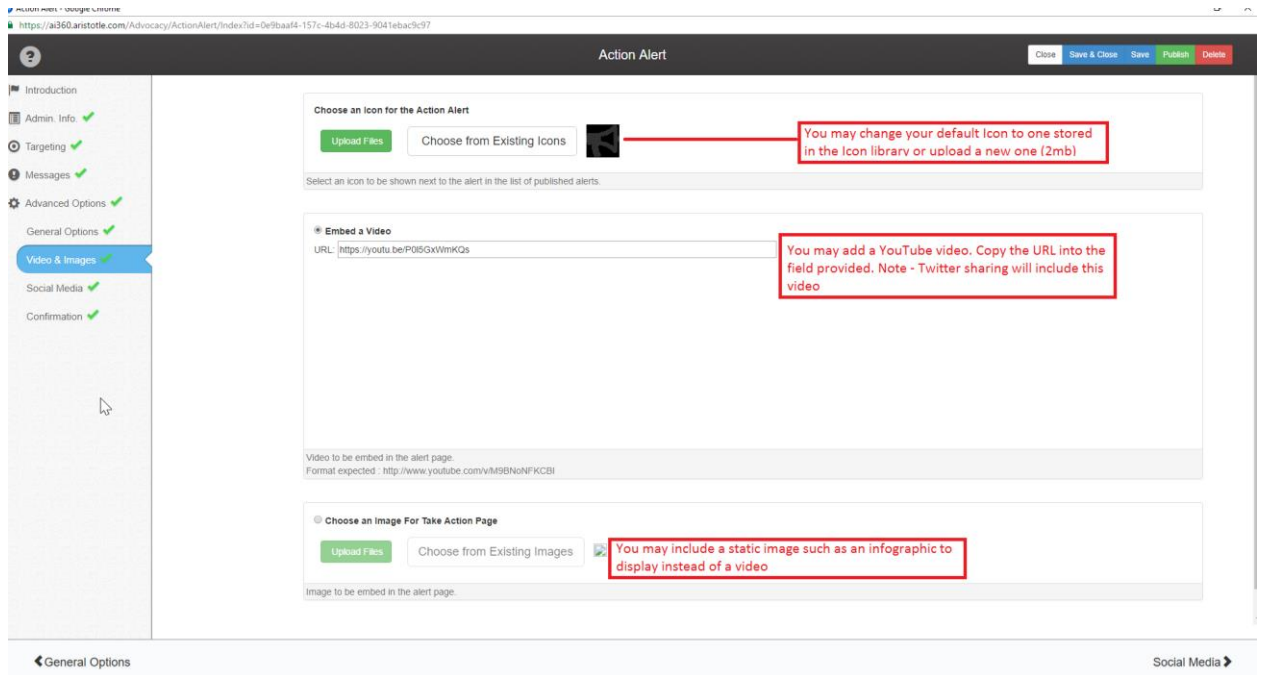 Action Alert - Google Chrome
https://ai360.aristotle.com/Advocacy/ActionAlert/Index?id=0e9baaf4-157c-4b4d-8023-9041ebac9c97
?
Action Alert
Close Save & Close Save Publish Delete
Introduction
Admin. Info.
Targeting
Messages
Advanced Options
General Options
Video & Images
Social Media
Confirmation
Choose an Icon for the Action Alert
Upload Files Choose from Existing Icons
You may change your default Icon to one stored
in the Icon library or upload a new one (2mb)
Select an icon to be shown next to the alert in the list of published alerts.
Embed a Video
URL: https://youtu.be/P0I5GxWmKQs
You may add a YouTube video. Copy the URL into the
field provided. Note - Twitter sharing will include this
video
Video to be embed in the alert page.
Format expected : http://www.youtube.com/v/M9BNoNFKCBI
Choose an Image For Take Action Page
Upload Files Choose from Existing Images
You may include a static image such as an infographic to
display instead of a video
Image to be embed in the alert page.
General Options
Social Media